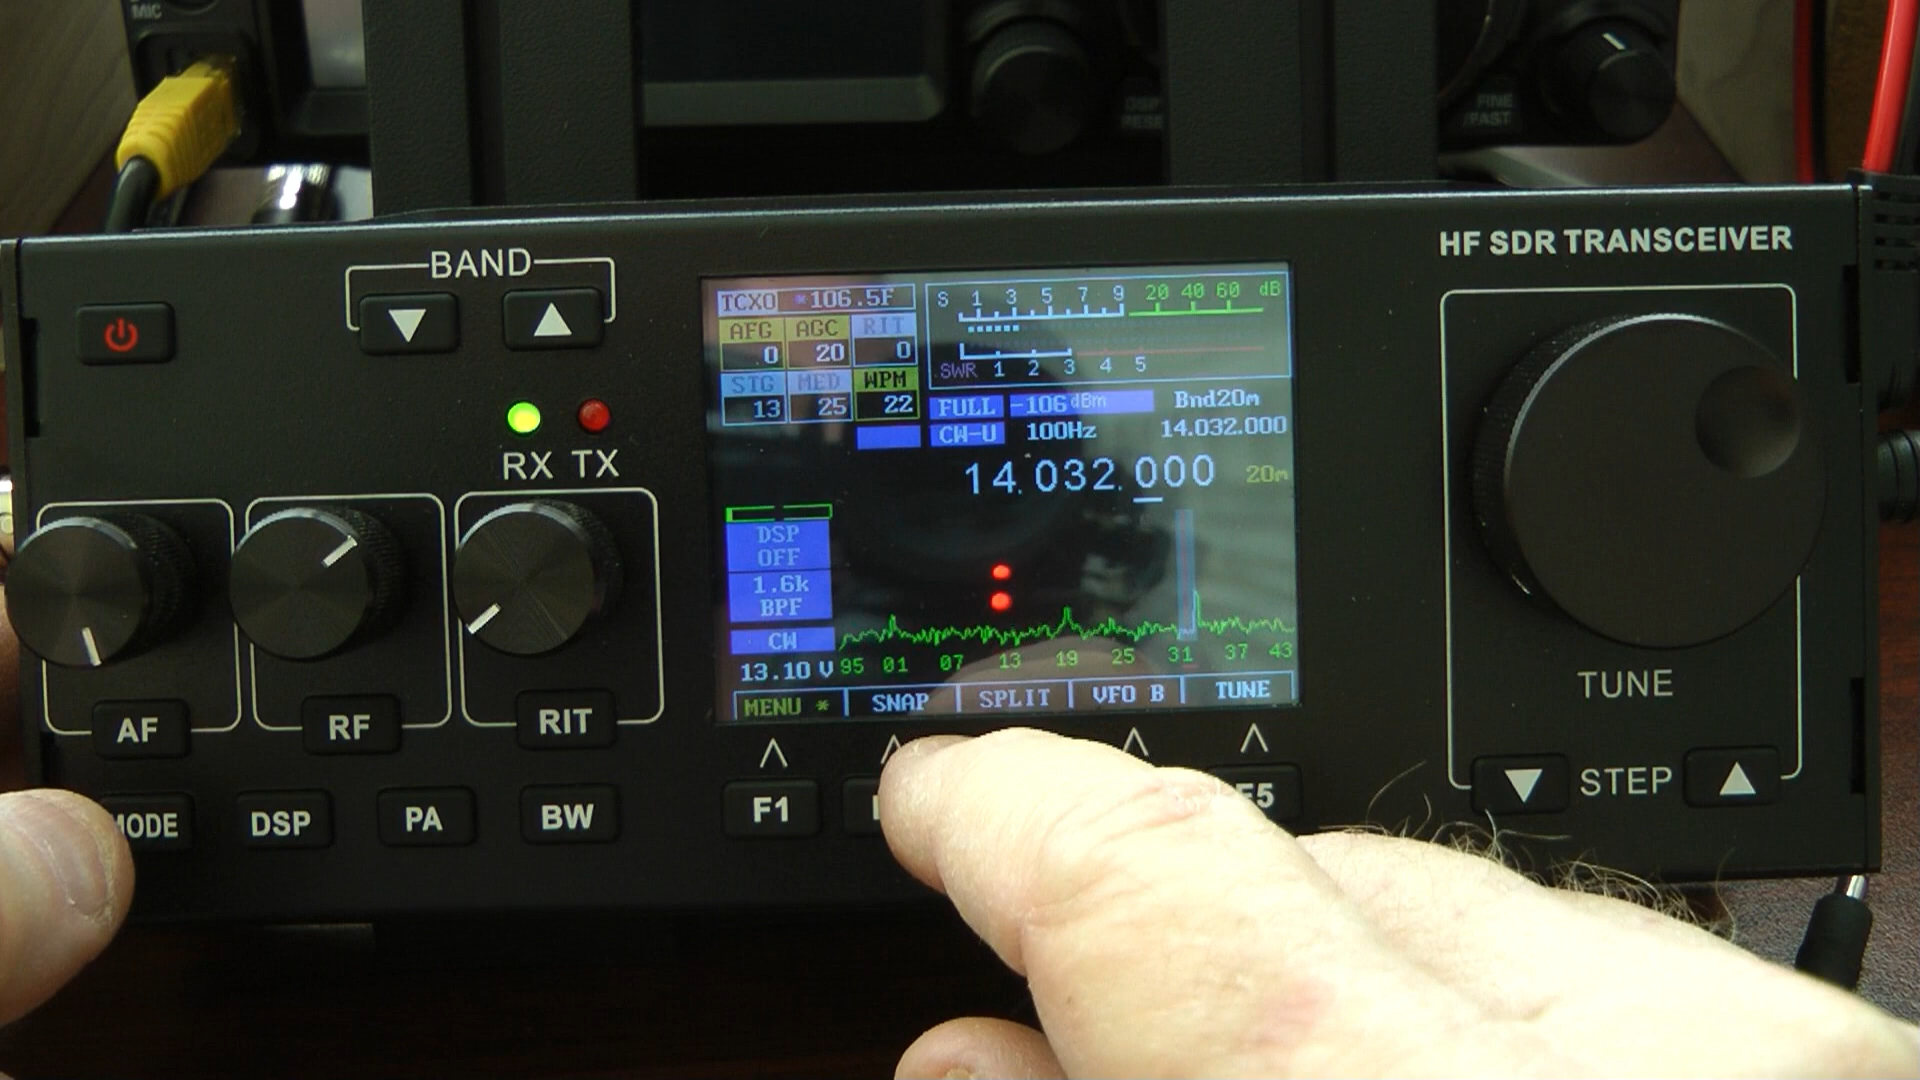 MIC
FINE
/FAST
HF SDR TRANSCEIVER
BAND
RX TX
TCXO *106.5F
AFG AGC RIT
0 20 0
STG MED WPM
13 25 22
S 1 3 5 7 9 20 40 60 dB
SWR 1 2 3 4 5
FULL -106dBm Bnd20m
CW-U 100Hz 14.032.000
14.032.000 20m
DSP
OFF
1.6k
BPF
CW
13.10 V 95 01 07 13 19 25 31 37 43
MENU * SNAP SPLIT VFO B TUNE
AF RF RIT
MODE DSP PA BW
F1 F5
TUNE
STEP